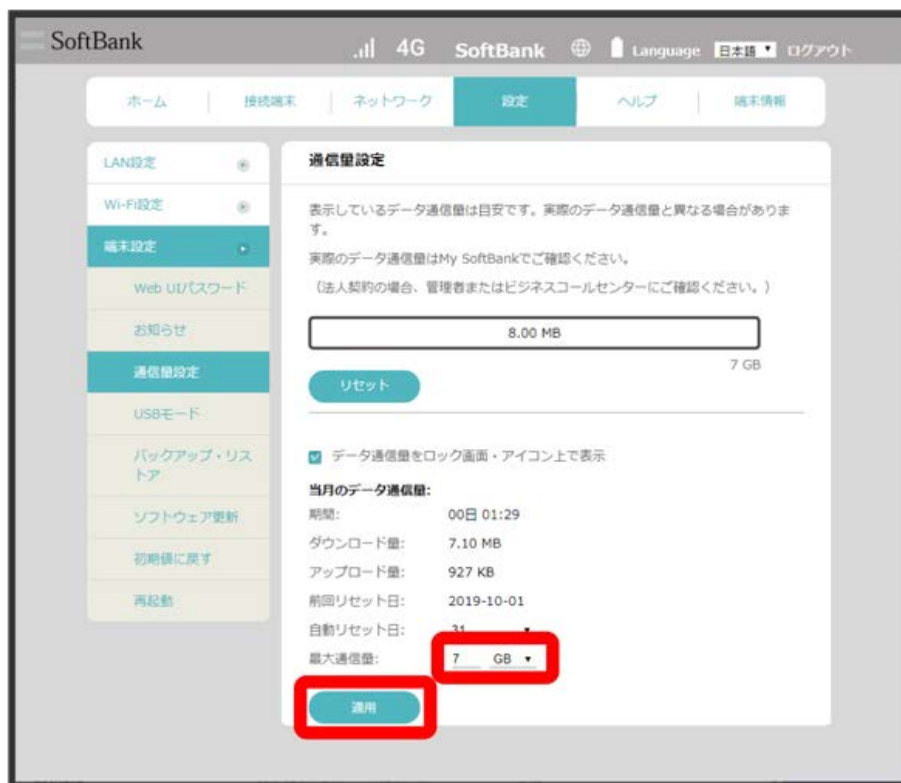 SoftBank
4G SoftBank Language 日本語 ログアウト
ホーム 接続端末 ネットワーク 設定 ヘルプ 端末情報
LAN設定
Wi-Fi設定
端末設定
Web UIパスワード
お知らせ
通信量設定
USBモード
バックアップ・リス
トア
ソフトウェア更新
初期値に戻す
再起動
通信量設定
表示しているデータ通信量は目安です。実際のデータ通信量と異なる場合がありま
す。
実際のデータ通信量はMy SoftBankでご確認ください。
（法人契約の場合、管理者またはビジネスコールセンターにご確認ください。）
8.00 MB
7 GB
リセット
データ通信量をロック画面・アイコン上で表示
当月のデータ通信量:
期間: 00日 01:29
ダウンロード量: 7.10 MB
アップロード量: 927 KB
前回リセット日: 2019-10-01
自動リセット日: 31
最大通信量: 7 GB
適用